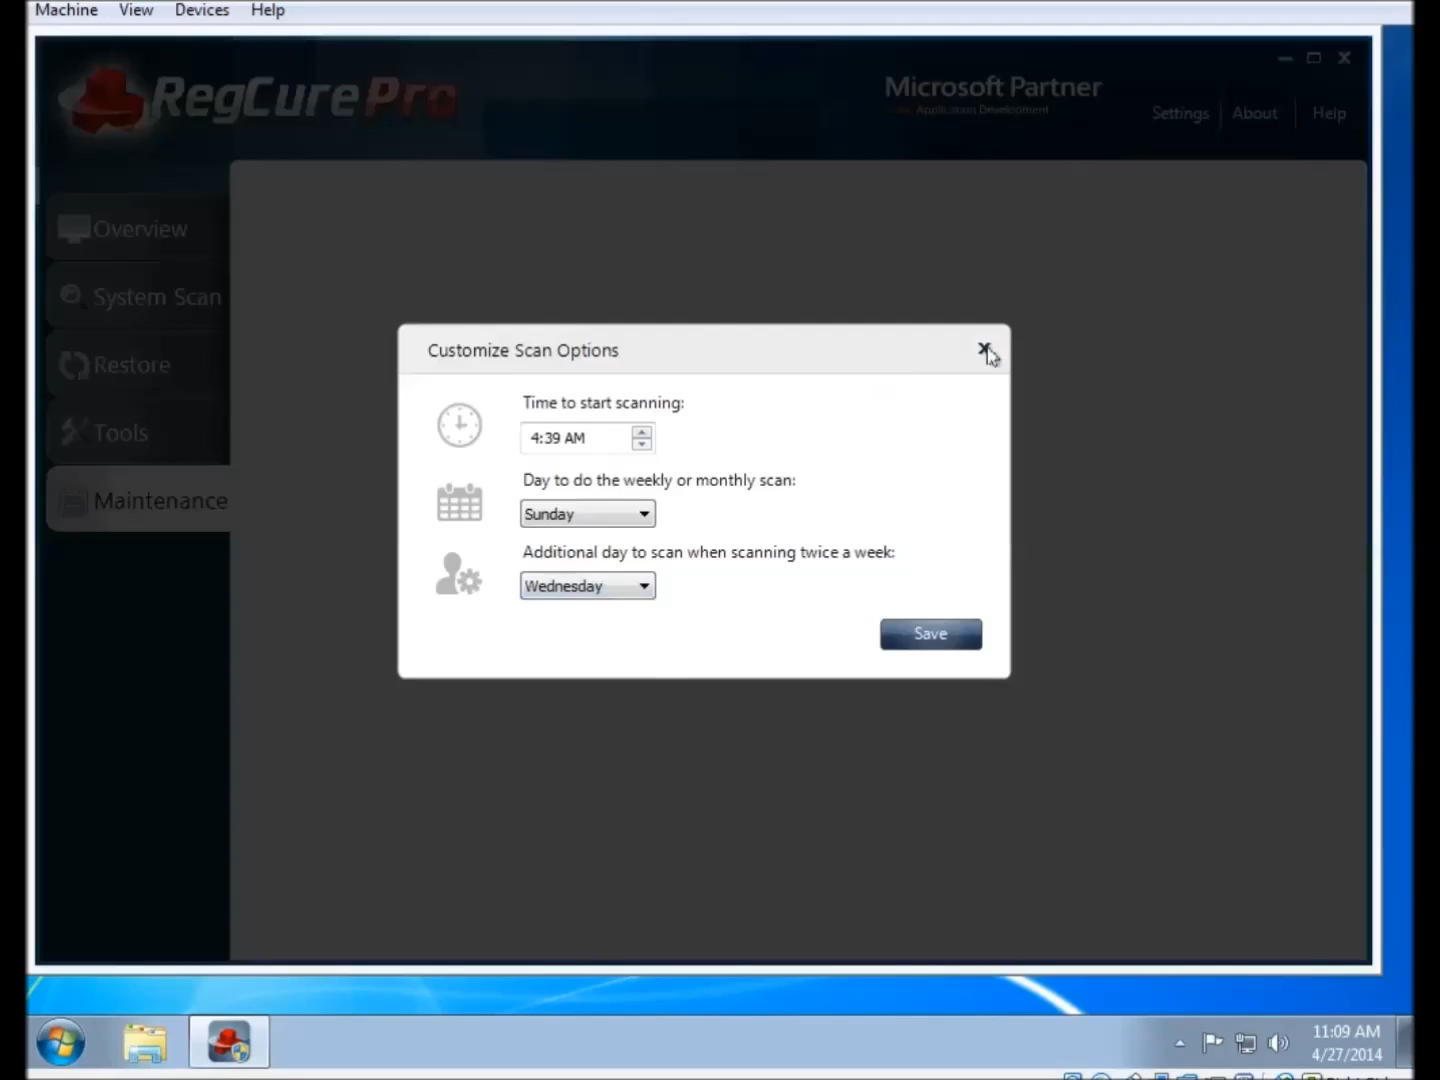 Machine View Devices Help
RegCure Pro
Microsoft Partner
Application Development
Settings About Help
Overview
System Scan
Restore
Tools
Maintenance
Customize Scan Options
Time to start scanning:
4:39 AM
Day to do the weekly or monthly scan:
Sunday
Additional day to scan when scanning twice a week:
Wednesday
Save
11:09 AM
4/27/2014